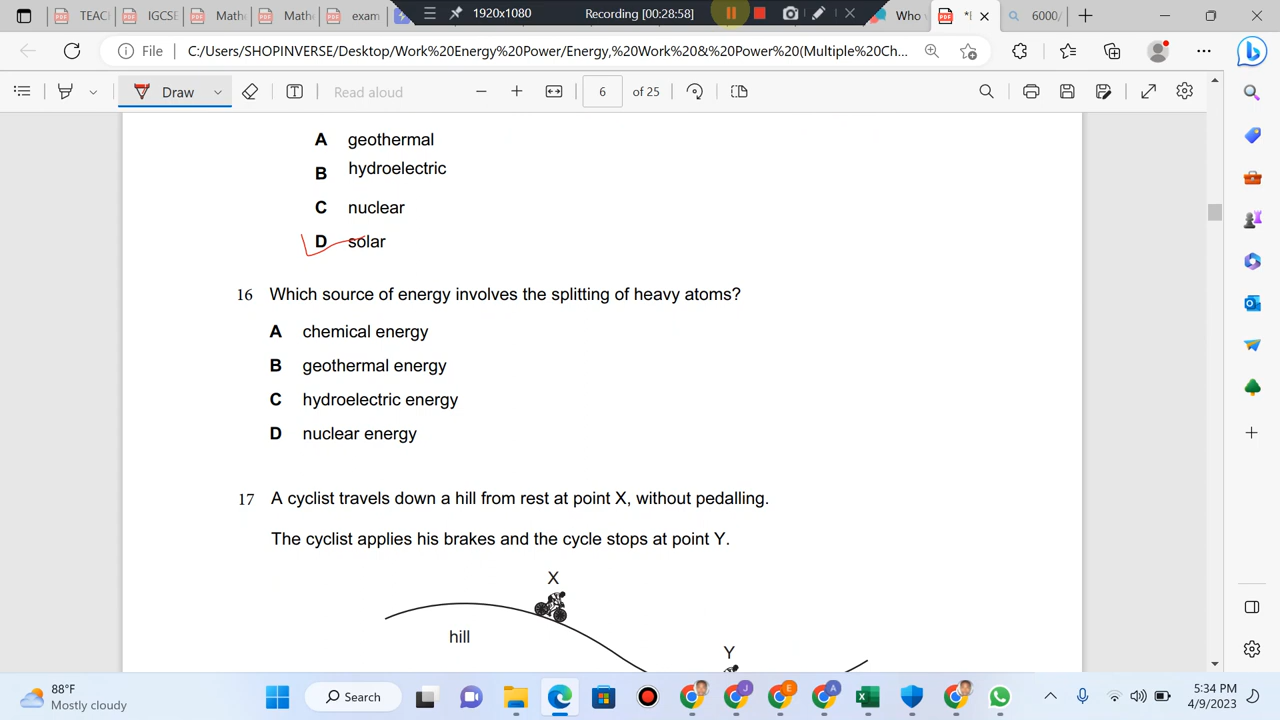 TEAC
IGCSE
Mat
Math
exam
1920x1080
Recording [00:28:58]
Who v
6000/
File
C:/Users/SHOPINVERSE/Desktop/Work%20Energy%20Power/Energy,%20Work%20&%20Power%20(Multiple%20Ch...
Draw
Read aloud
6
of 25
A geothermal
B hydroelectric
C nuclear
D solar
16 Which source of energy involves the splitting of heavy atoms?
A chemical energy
B geothermal energy
C hydroelectric energy
D nuclear energy
17 A cyclist travels down a hill from rest at point X, without pedalling.
The cyclist applies his brakes and the cycle stops at point Y.
X
hill
Y
88°F
Mostly cloudy
Search
J
E
A
5:34 PM
4/9/2023